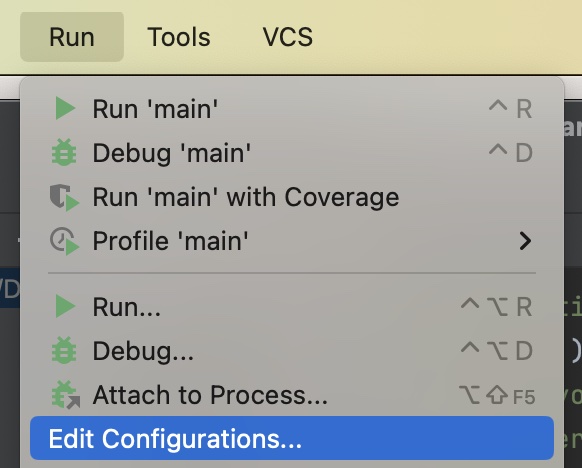 Run Tools VCS
Run 'main' ⌃ R
Debug 'main' ⌃ D
Run 'main' with Coverage
Profile 'main'
Run... ⌃⌥ R
Debug... ⌃⌥ D
Attach to Process... ⌥⇧ F5
Edit Configurations...